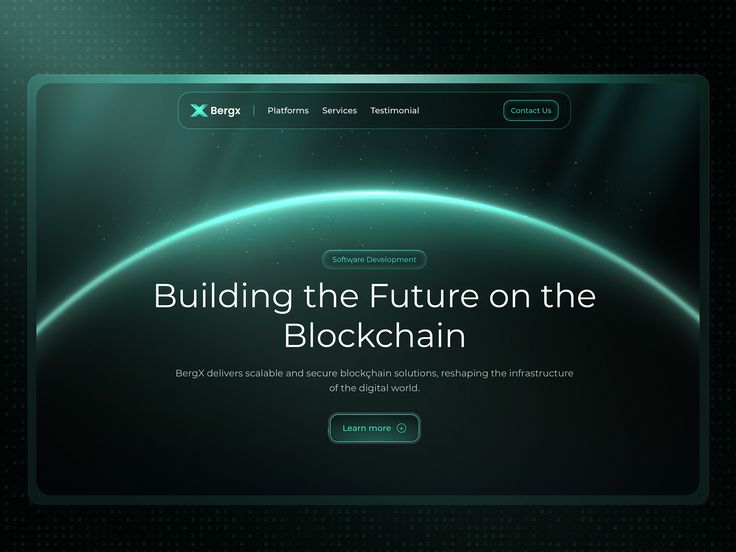 Bergx
Platforms
Services
Testimonial
Contact Us
Software Development
Building the Future on the
Blockchain
BergX delivers scalable and secure blockchain solutions, reshaping the infrastructure
of the digital world.
Learn more